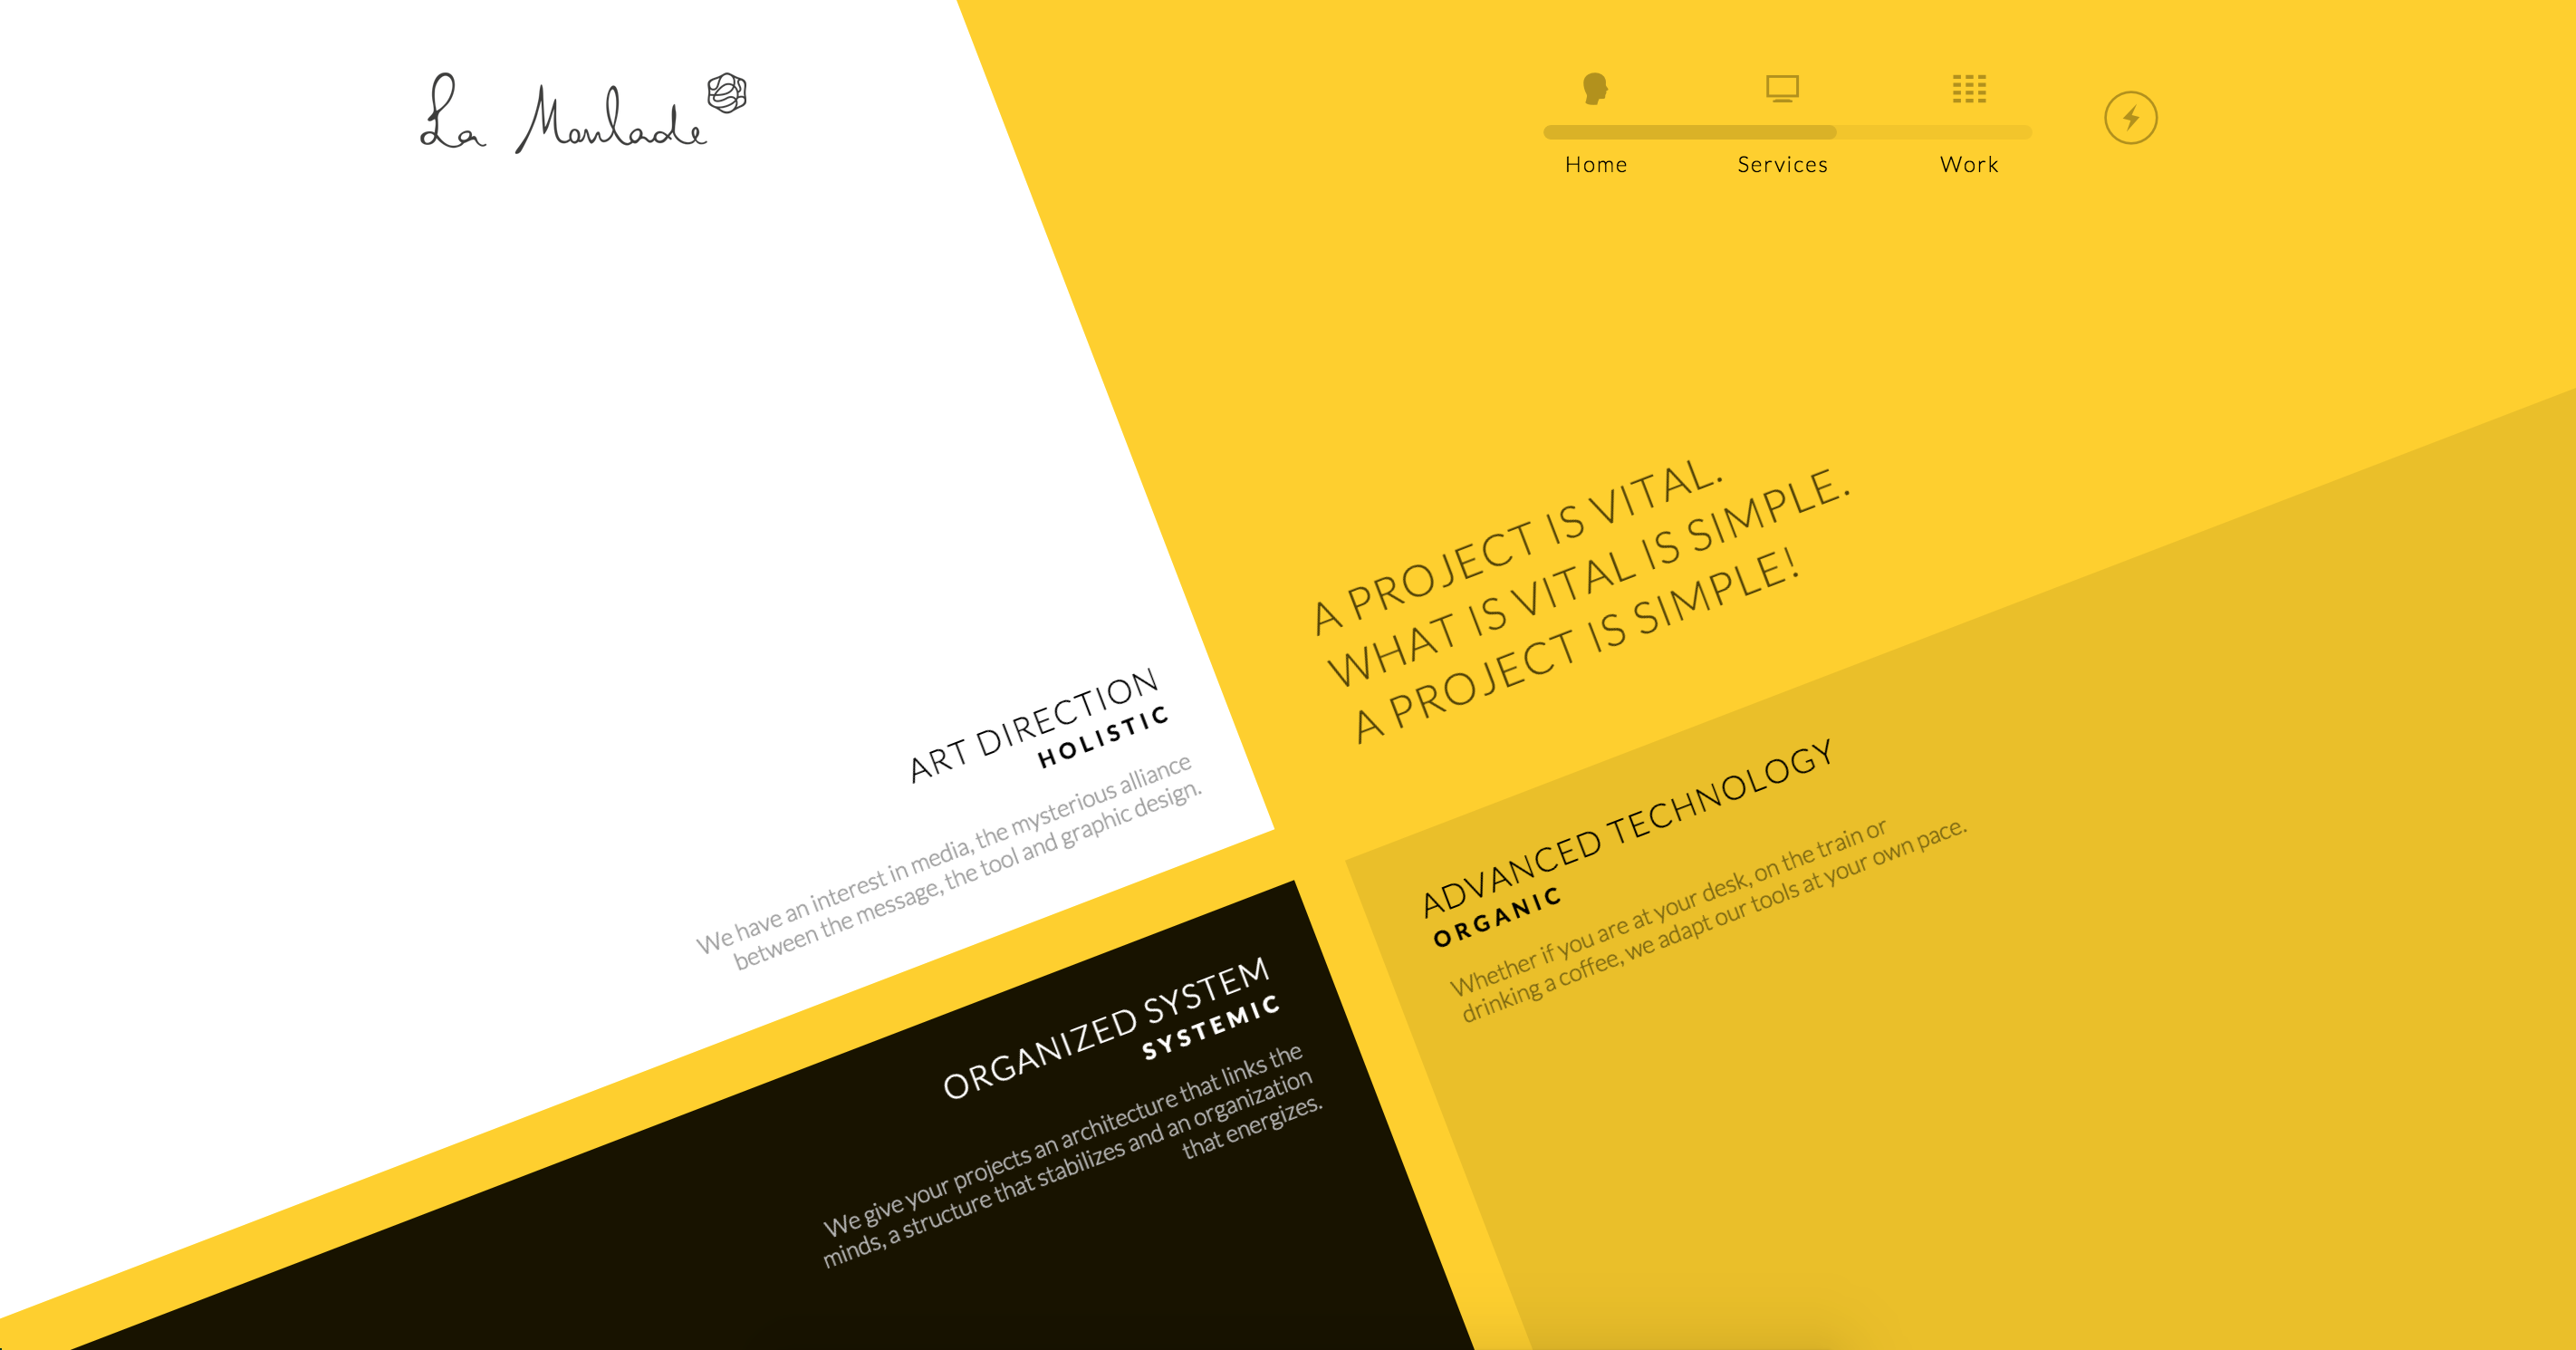 La Moulade
Home
Services
Work
A PROJECT IS VITAL.
WHAT IS VITAL IS SIMPLE.
A PROJECT IS SIMPLE!
ART DIRECTION
HOLISTIC
We have an interest in media, the mysterious alliance
between the message, the tool and graphic design.
ADVANCED TECHNOLOGY
ORGANIC
Whether if you are at your desk, on the train or
drinking a coffee, we adapt our tools at your own pace.
ORGANIZED SYSTEM
SYSTEMIC
We give your projects an architecture that links the
minds, a structure that stabilizes and an organization
that energizes.